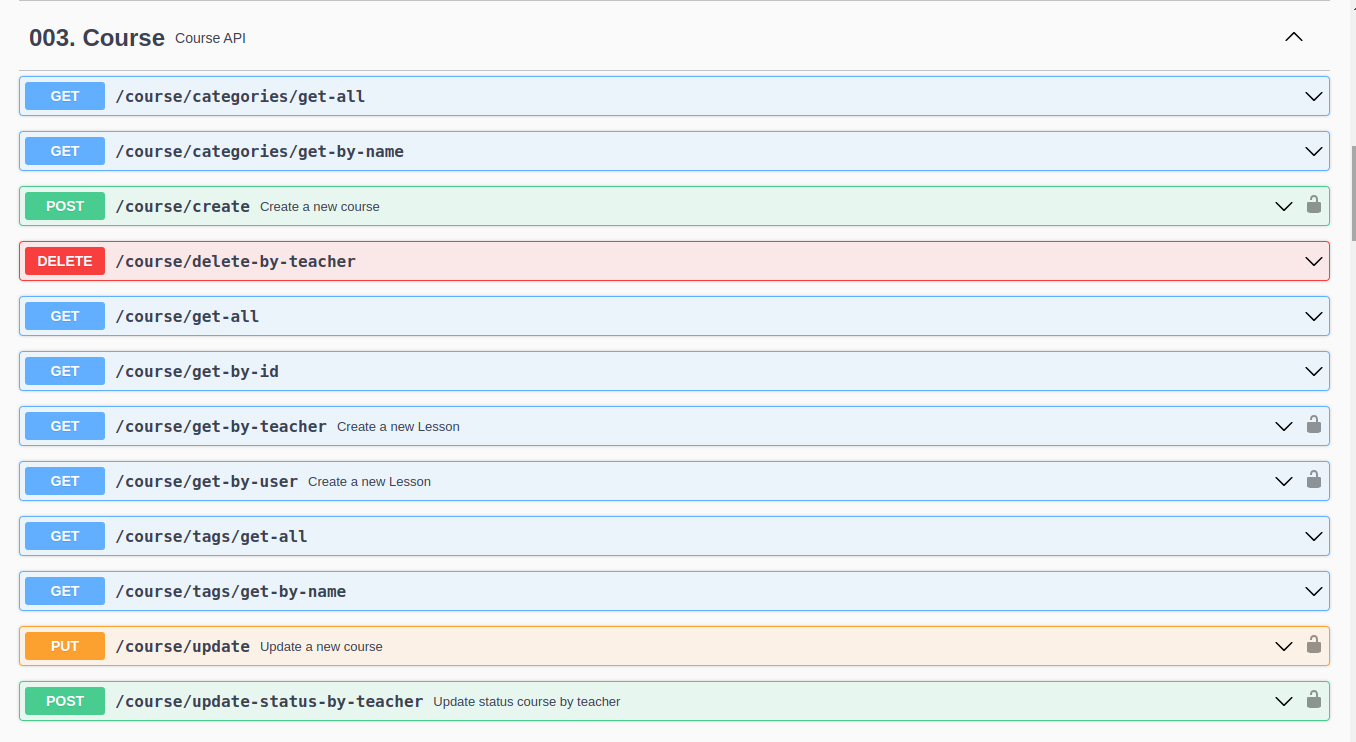 003. Course Course API
GET /course/categories/get-all
GET /course/categories/get-by-name
POST /course/create Create a new course
DELETE /course/delete-by-teacher
GET /course/get-all
GET /course/get-by-id
GET /course/get-by-teacher Create a new Lesson
GET /course/get-by-user Create a new Lesson
GET /course/tags/get-all
GET /course/tags/get-by-name
PUT /course/update Update a new course
POST /course/update-status-by-teacher Update status course by teacher